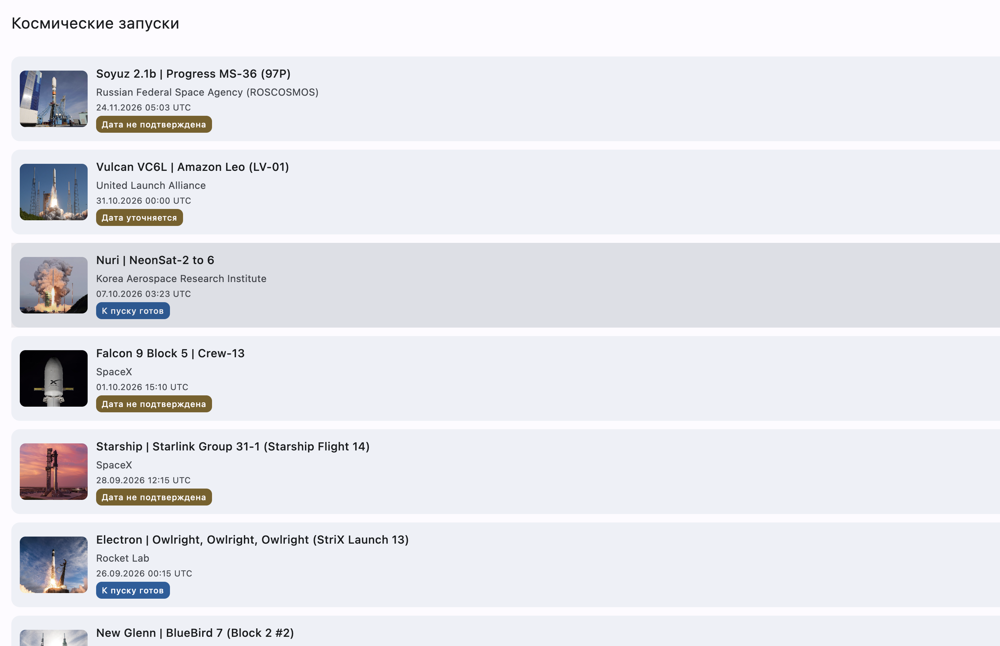 Космические запуски
Soyuz 2.1b | Progress MS-36 (97P)
Russian Federal Space Agency (ROSCOSMOS)
24.11.2026 05:03 UTC
Дата не подтверждена
Vulcan VC6L | Amazon Leo (LV-01)
United Launch Alliance
31.10.2026 00:00 UTC
Дата уточняется
Nuri | NeonSat-2 to 6
Korea Aerospace Research Institute
07.10.2026 03:23 UTC
К пуску готов
Falcon 9 Block 5 | Crew-13
SpaceX
01.10.2026 15:10 UTC
Дата не подтверждена
Starship | Starlink Group 31-1 (Starship Flight 14)
SpaceX
28.09.2026 12:15 UTC
Дата не подтверждена
Electron | Owlright, Owlright, Owlright (StriX Launch 13)
Rocket Lab
26.09.2026 00:15 UTC
К пуску готов
New Glenn | BlueBird 7 (Block 2 #2)